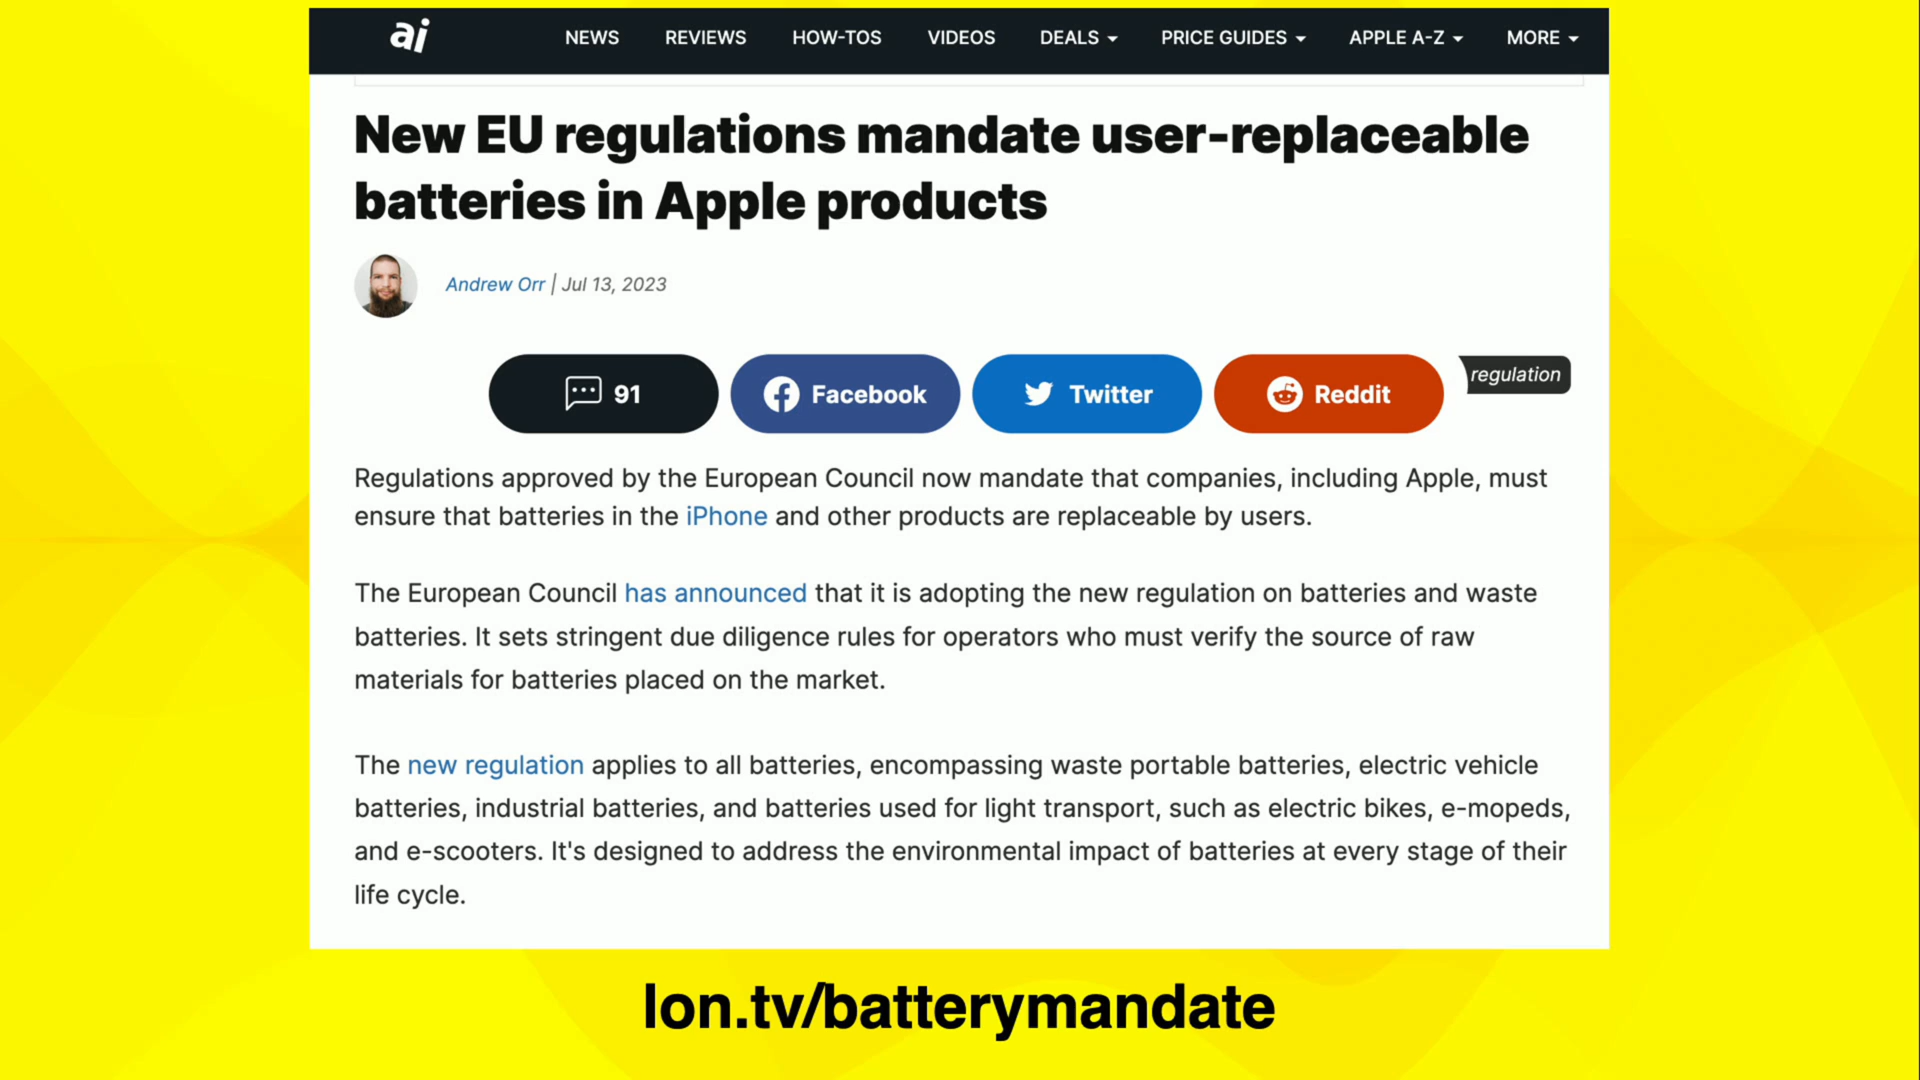 ai NEWS REVIEWS HOW-TOS VIDEOS DEALS PRICE GUIDES APPLE A-Z MORE
New EU regulations mandate user-replaceable
batteries in Apple products
Andrew Orr | Jul 13, 2023
91 Facebook Twitter Reddit regulation
Regulations approved by the European Council now mandate that companies, including Apple, must
ensure that batteries in the iPhone and other products are replaceable by users.
The European Council has announced that it is adopting the new regulation on batteries and waste
batteries. It sets stringent due diligence rules for operators who must verify the source of raw
materials for batteries placed on the market.
The new regulation applies to all batteries, encompassing waste portable batteries, electric vehicle
batteries, industrial batteries, and batteries used for light transport, such as electric bikes, e-mopeds,
and e-scooters. It's designed to address the environmental impact of batteries at every stage of their
life cycle.
lon.tv/batterymandate